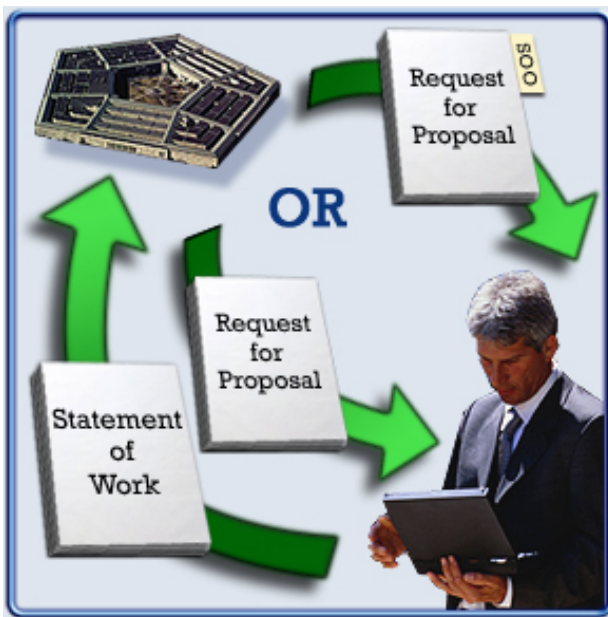 Request
for
Proposal
SOO
OR
Request
for
Proposal
Statement
of
Work